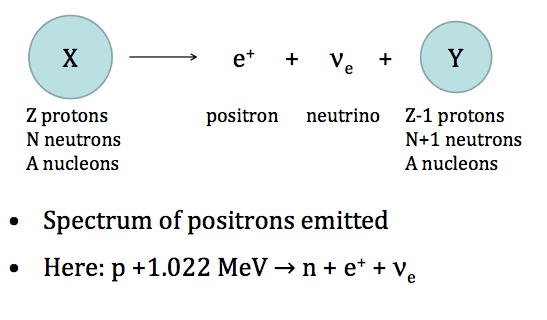 X → e⁺ + νₑ + Y
Z protons positron neutrino Z-1 protons
N neutrons N+1 neutrons
A nucleons A nucleons
• Spectrum of positrons emitted
• Here: p +1.022 MeV → n + e⁺ + νₑ